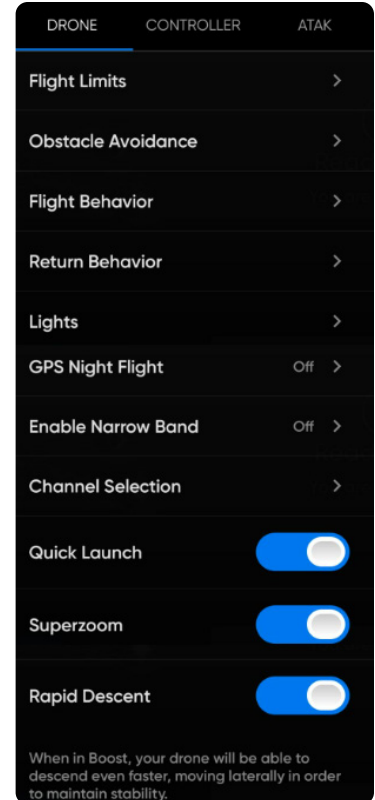 DRONE CONTROLLER ATAK
Flight Limits
Obstacle Avoidance
Flight Behavior
Return Behavior
Lights
GPS Night Flight Off
Enable Narrow Band Off
Channel Selection
Quick Launch
Superzoom
Rapid Descent
When in Boost, your drone will be able to
descend even faster, moving laterally in order
to maintain stability.